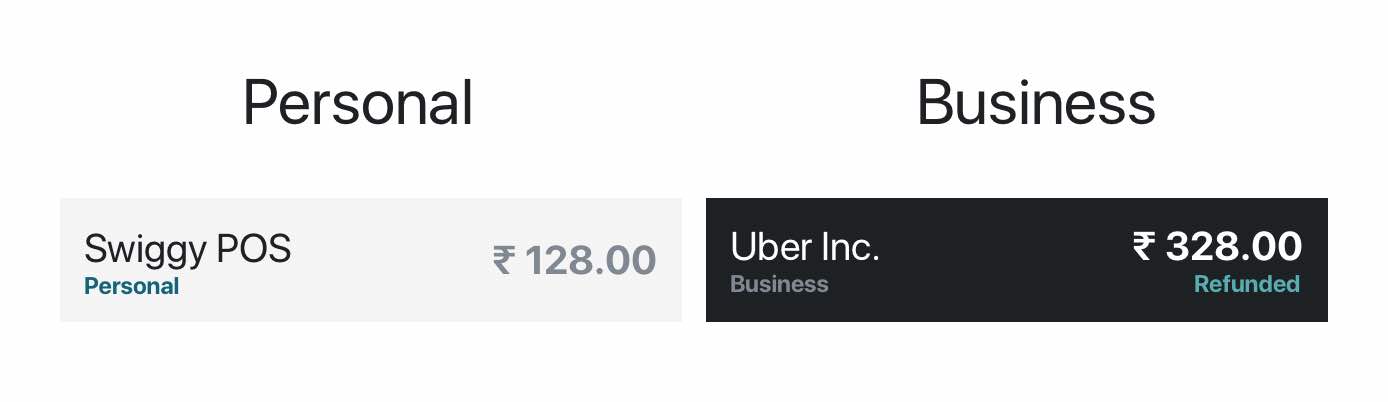 Personal
Business
Swiggy POS
Personal
₹ 128.00
Uber Inc.
Business
₹ 328.00
Refunded